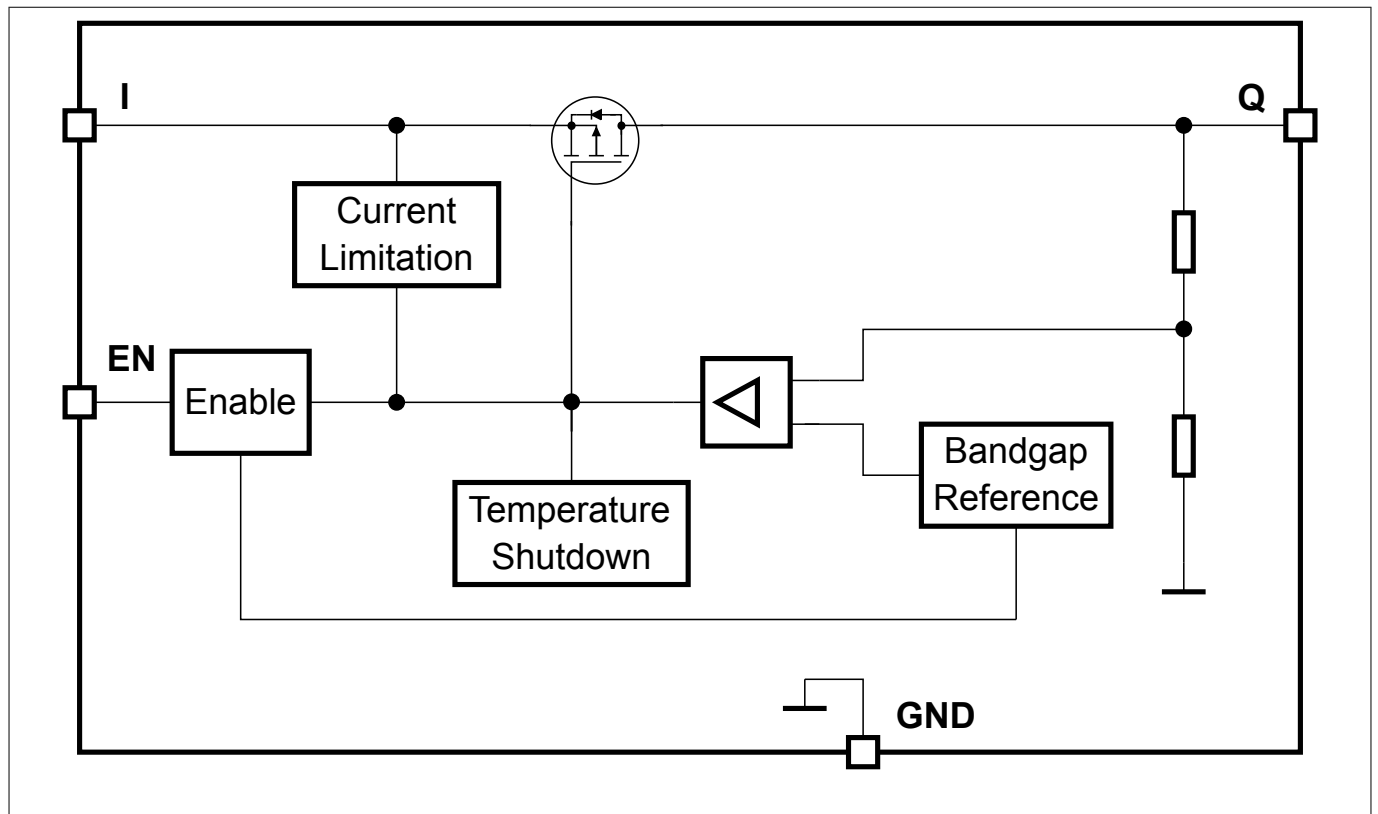 I
Q
Current
Limitation
EN
Enable
Bandgap
Reference
Temperature
Shutdown
GND